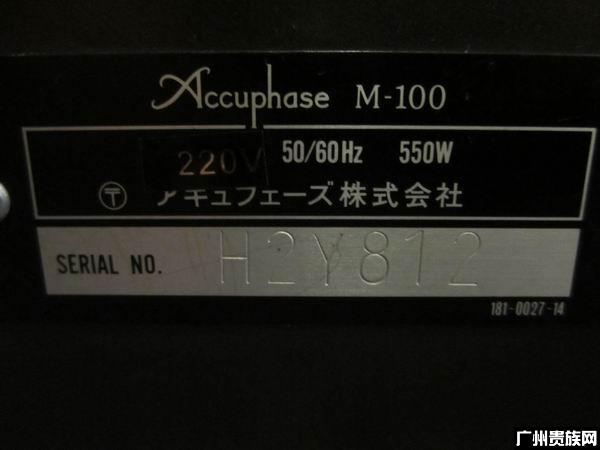 Accuphase M-100
220V 50/60Hz 550W
〒 アキュフェーズ株式会社
SERIAL NO. H2Y812
181-0027-14
广州贵族网